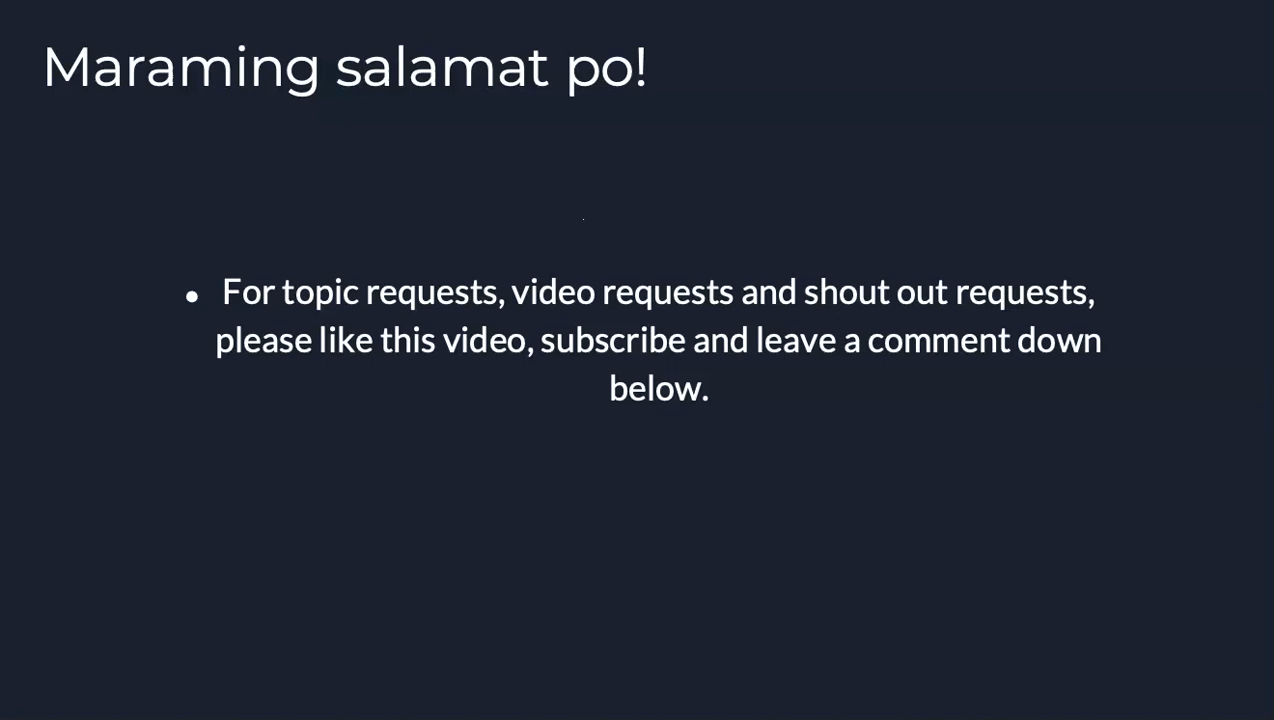 Maraming salamat po!
• For topic requests, video requests and shout out requests,
please like this video, subscribe and leave a comment down
below.